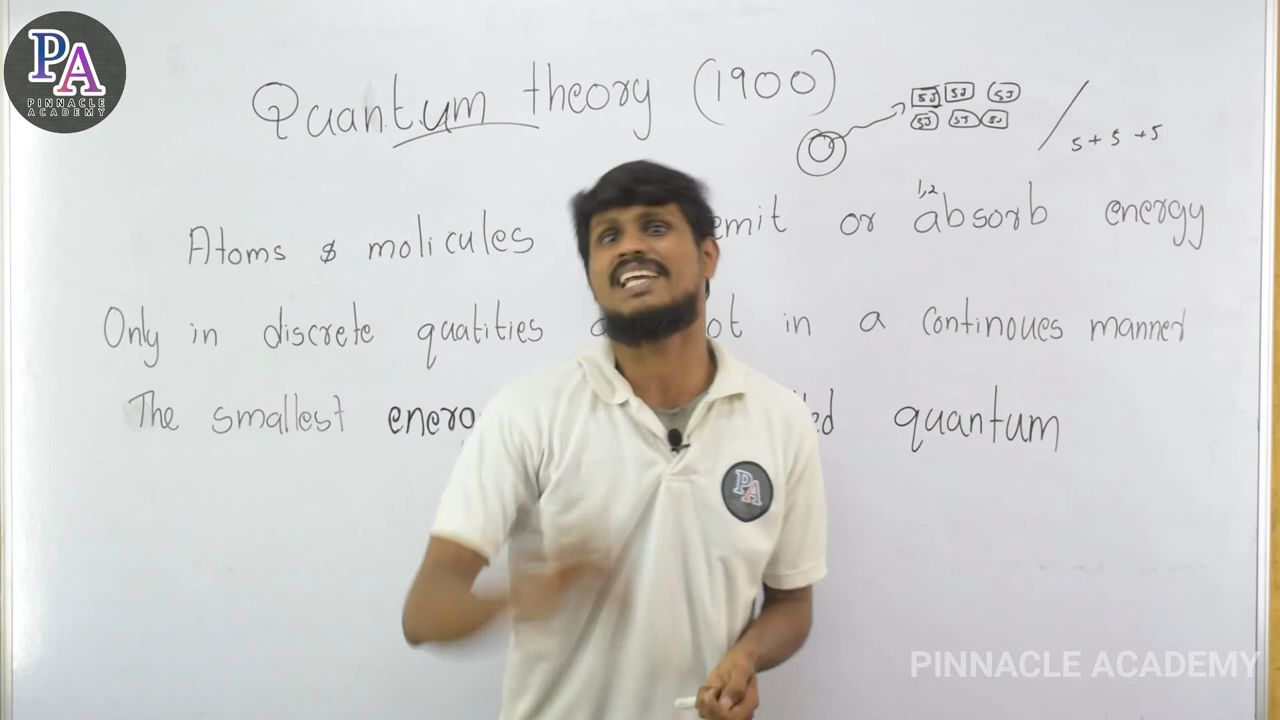 PA
PINNACLE
ACADEMY
Quantum theory (1900)
5J 5J 5J
5J 5J 5J
5 + 5 + 5
1,2
Atoms & molicules emit or absorb energy
Only in discrete quatities in a continoues manner
The smallest quantum
PA
PINNACLE ACADEMY